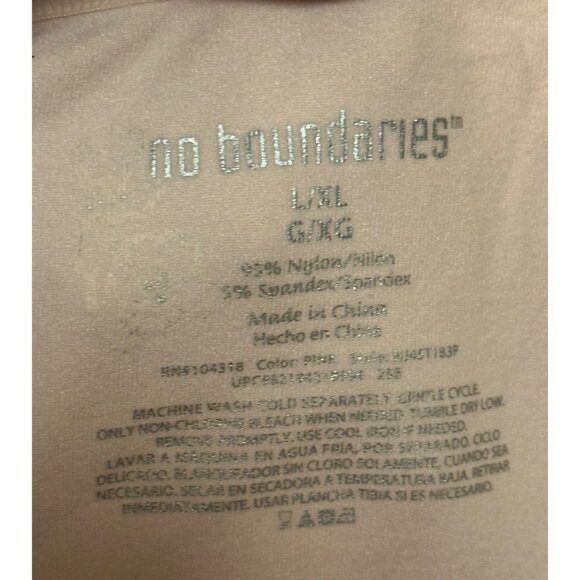 no boundaries™
L/XL
G/XG
95% Nylon/Nilón
5% Spandex/Spandex
Made in China
Hecho en China
Color: PINK
MACHINE WASH COLD SEPARATELY. GENTLE CYCLE.
ONLY NON-CHLORINE BLEACH WHEN NEEDED. TUMBLE DRY LOW.
REMOVE PROMPTLY. USE COOL IRON IF NEEDED.
LAVAR A MÁQUINA EN AGUA FRÍA, POR SEPARADO. CICLO
DELICADO. BLANQUEADOR SIN CLORO SOLAMENTE, CUANDO SEA
NECESARIO. SECAR EN SECADORA A TEMPERATURA BAJA. RETIRAR
INMEDIATAMENTE. USAR PLANCHA TIBIA SI ES NECESARIO.